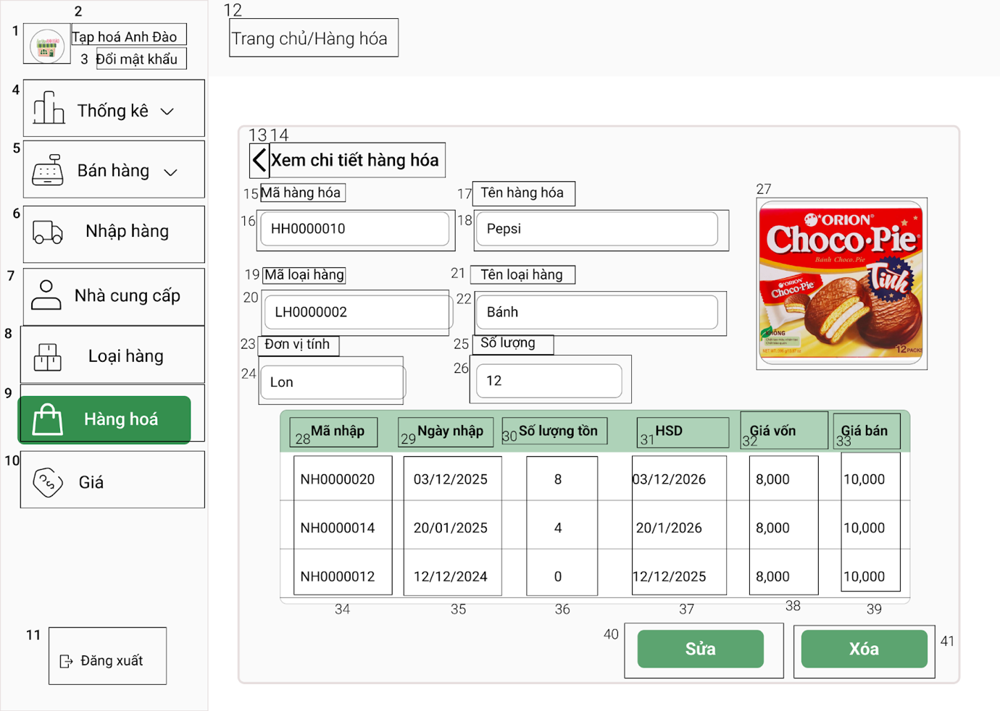 2
1
Tạp hoá Anh Đào
3 Đổi mật khẩu
4
Thống kê
5
Bán hàng
6
Nhập hàng
7
Nhà cung cấp
8
Loại hàng
9
Hàng hoá
10
Giá
11
Đăng xuất
12
Trang chủ/Hàng hóa
13 14
Xem chi tiết hàng hóa
15 Mã hàng hóa
17 Tên hàng hóa
16 HH0000010
18 Pepsi
19 Mã loại hàng
21 Tên loại hàng
20 LH0000002
22 Bánh
23 Đơn vị tính
25 Số lượng
24 Lon
26 12
27
ORION
Choco·Pie
Bánh Choco.Pie
Tình
ORION
Choco·Pie
KHÔNG
12 PACKS
28 Mã nhập 29 Ngày nhập 30 Số lượng tồn 31 HSD 32 Giá vốn 33 Giá bán
NH0000020 03/12/2025 8 03/12/2026 8,000 10,000
NH0000014 20/01/2025 4 20/1/2026 8,000 10,000
NH0000012 12/12/2024 0 12/12/2025 8,000 10,000
34 35 36 37 38 39
40 Sửa Xóa 41